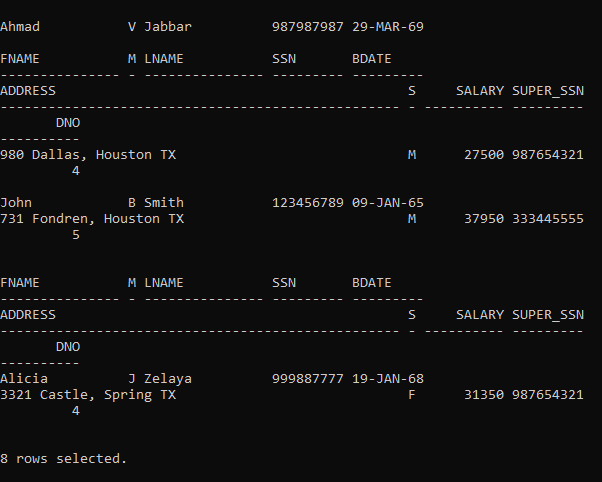 Ahmad           V Jabbar          987987987 29-MAR-69
FNAME           M LNAME           SSN       BDATE
--------------- - --------------- --------- ---------
ADDRESS                                            S     SALARY SUPER_SSN
-------------------------------------------------- - ---------- ---------
       DNO
----------
980 Dallas, Houston TX                             M      27500 987654321
         4
John            B Smith           123456789 09-JAN-65
731 Fondren, Houston TX                            M      37950 333445555
         5
FNAME           M LNAME           SSN       BDATE
--------------- - --------------- --------- ---------
ADDRESS                                            S     SALARY SUPER_SSN
-------------------------------------------------- - ---------- ---------
       DNO
----------
Alicia          J Zelaya          999887777 19-JAN-68
3321 Castle, Spring TX                             F      31350 987654321
         4
8 rows selected.